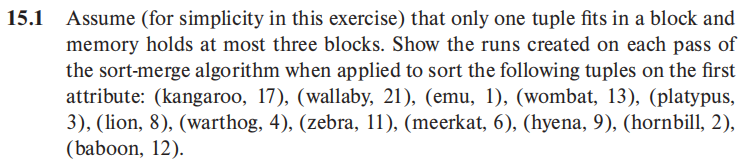 15.1 Assume (for simplicity in this exercise) that only one tuple fits in a block and
memory holds at most three blocks. Show the runs created on each pass of
the sort-merge algorithm when applied to sort the following tuples on the first
attribute: (kangaroo, 17), (wallaby, 21), (emu, 1), (wombat, 13), (platypus,
3), (lion, 8), (warthog, 4), (zebra, 11), (meerkat, 6), (hyena, 9), (hornbill, 2),
(baboon, 12).